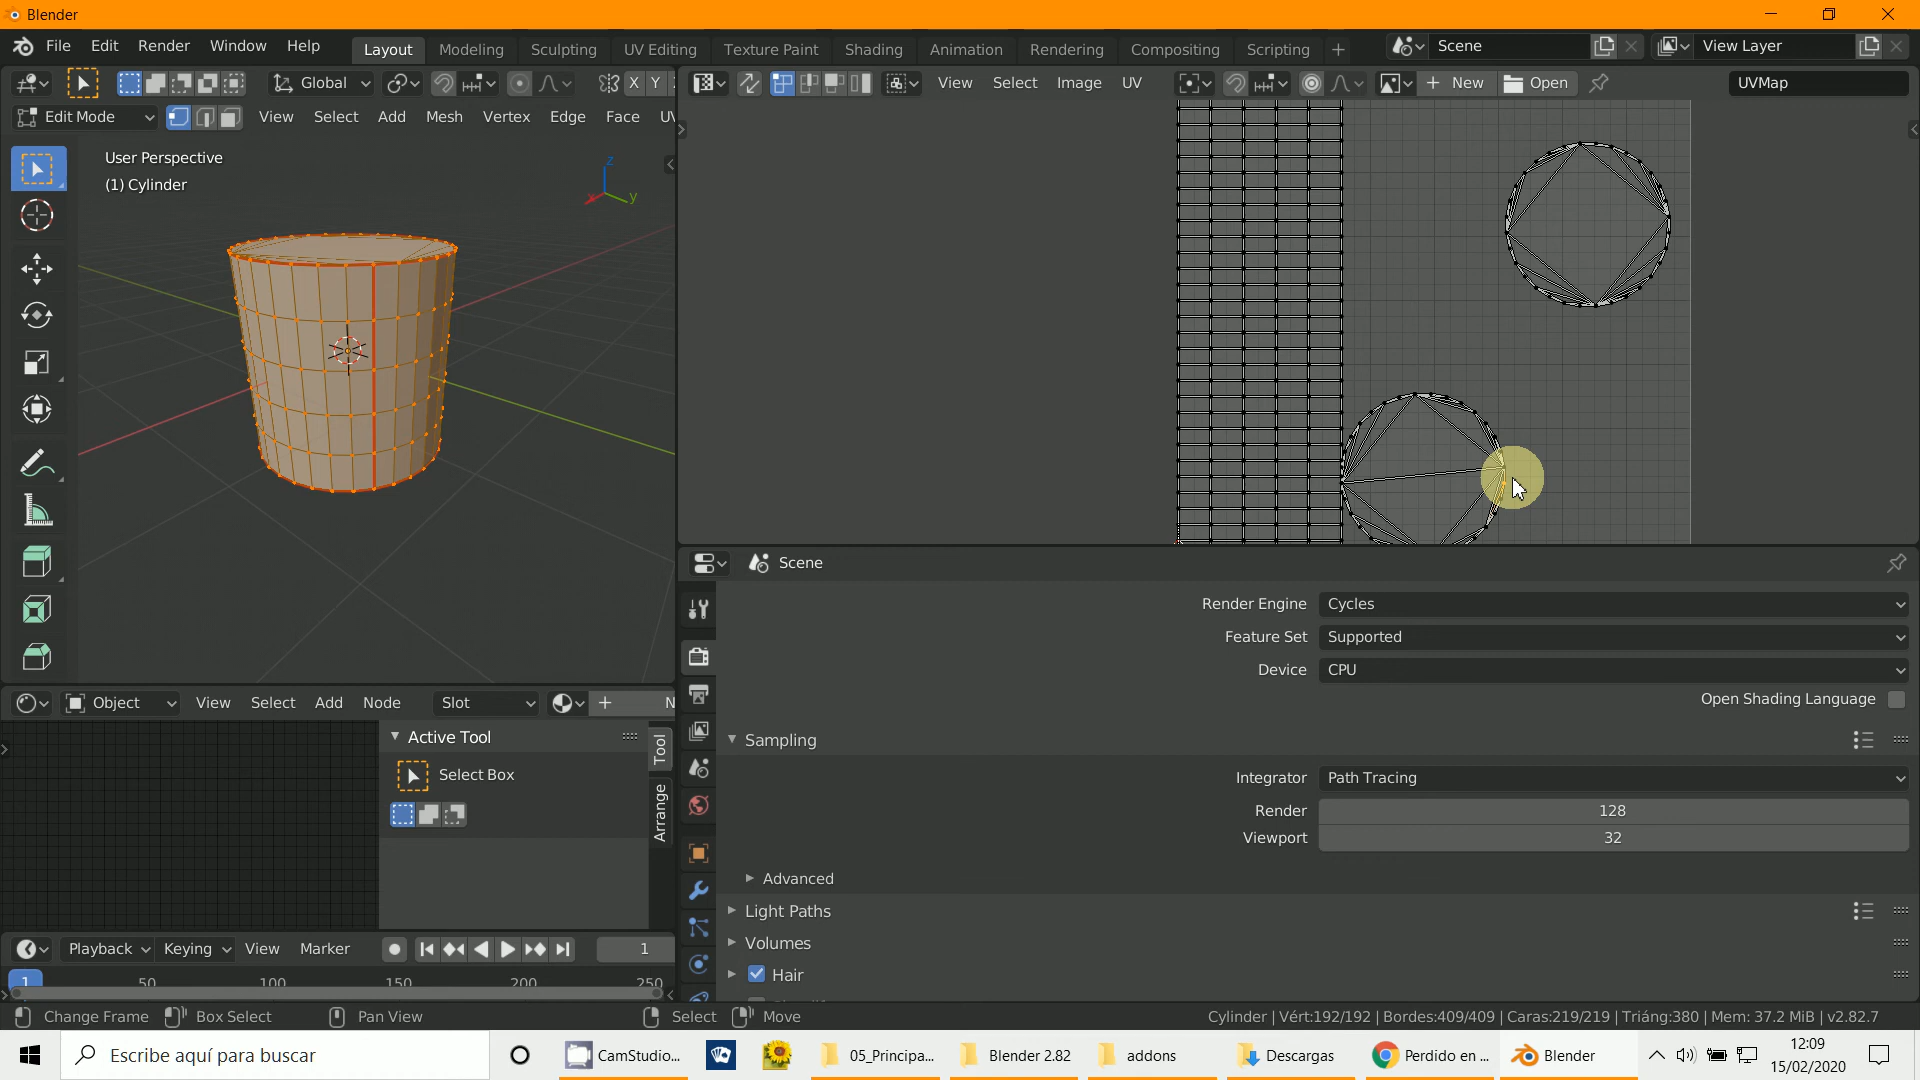 Blender
File Edit Render Window Help Layout Modeling Sculpting UV Editing Texture Paint Shading Animation Rendering Compositing Scripting + Scene View Layer
Global X Y View Select Image UV New Open UVMap
Edit Mode View Select Add Mesh Vertex Edge Face
User Perspective
(1) Cylinder
z
x y
Scene
Render Engine Cycles
Feature Set Supported
Device CPU
Open Shading Language
Object View Select Add Node Slot
Active Tool
Tool
Select Box
Arrange
Sampling
Integrator Path Tracing
Render 128
Viewport 32
Advanced
Light Paths
Volumes
Hair
Playback Keying View Marker 1
1 50 100 150 200 250
Change Frame Box Select Pan View Select Move Cylinder | Vért:192/192 | Bordes:409/409 | Caras:219/219 | Triáng:380 | Mem: 37.2 MiB | v2.82.7
Escribe aquí para buscar CamStudio... 05_Principa... Blender 2.82 addons Descargas Perdido en ... Blender 12:09
15/02/2020